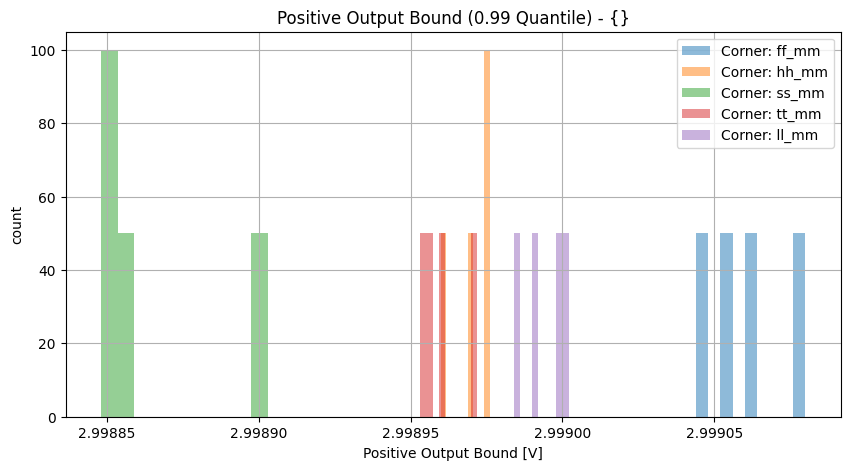 Positive Output Bound (0.99 Quantile) - {}
100
80
60
40
20
0
count
Corner: ff_mm
Corner: hh_mm
Corner: ss_mm
Corner: tt_mm
Corner: ll_mm
2.99885 2.99890 2.99895 2.99900 2.99905
Positive Output Bound [V]